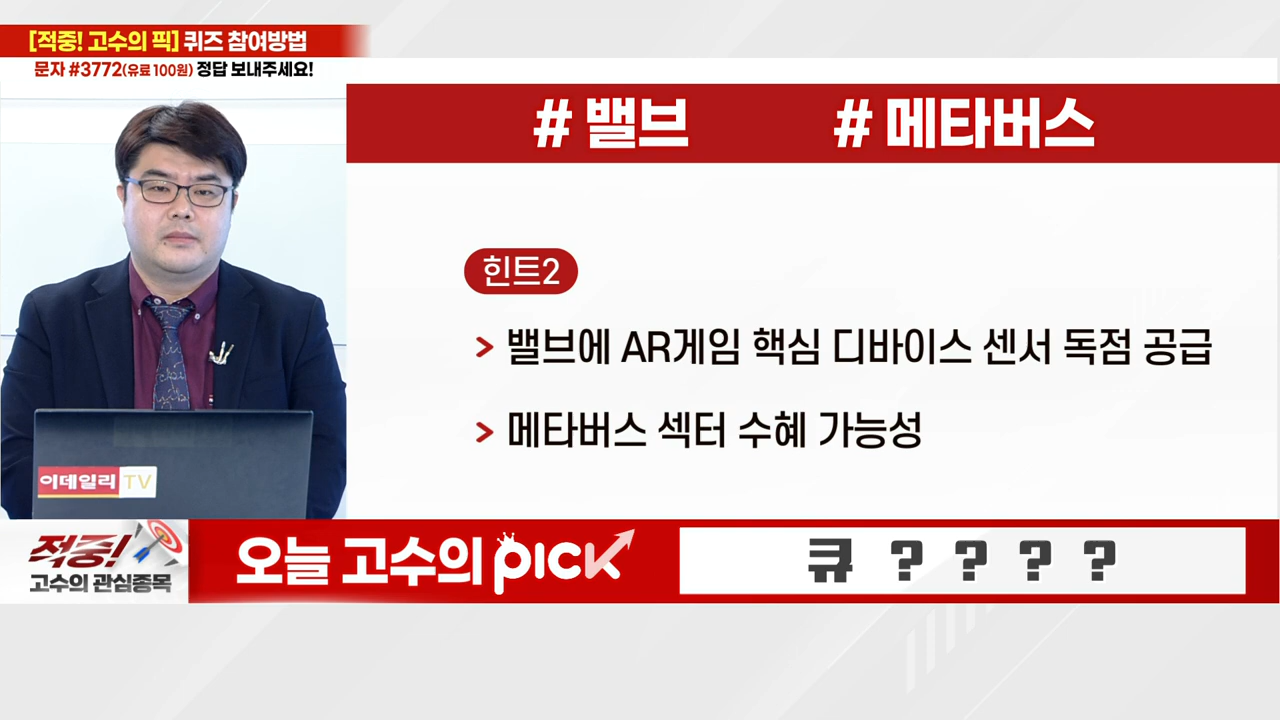 [적중! 고수의 픽] 퀴즈 참여방법
문자 #3772(유료 100원) 정답 보내주세요!
# 밸브 # 메타버스
힌트2
> 밸브에 AR게임 핵심 디바이스 센서 독점 공급
> 메타버스 섹터 수혜 가능성
이데일리 TV
적중!
고수의 관심종목
오늘 고수의 PICK
큐 ? ? ? ?